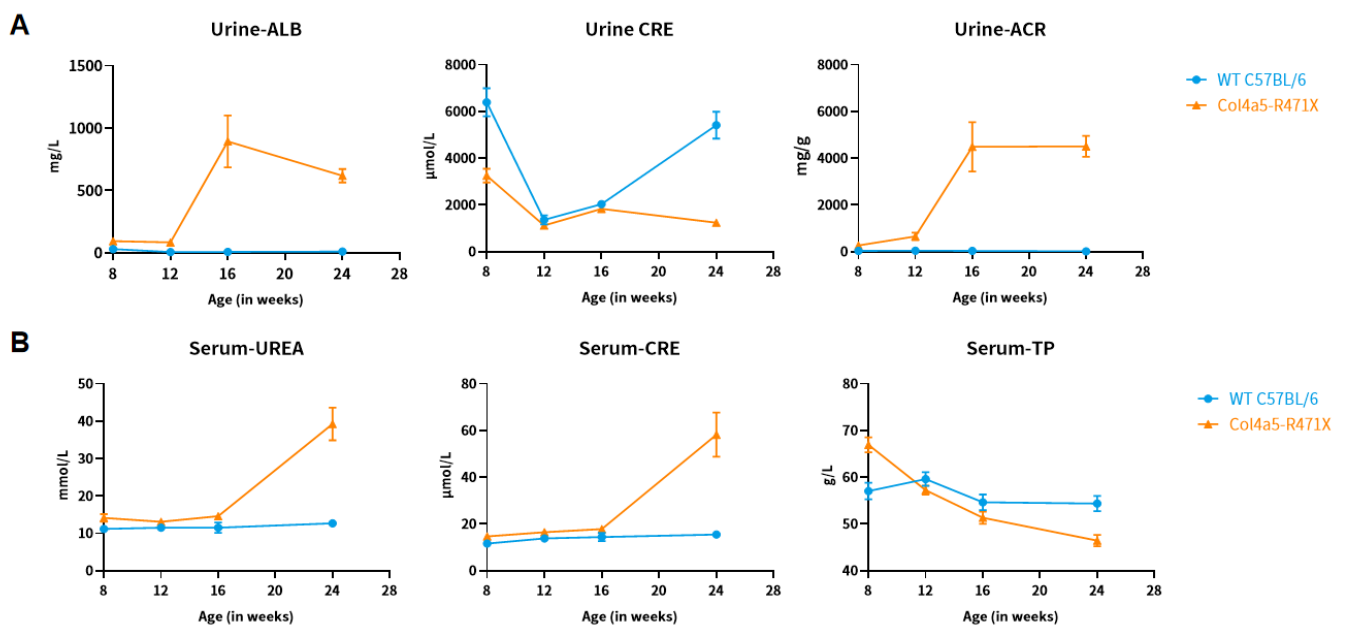 A
Urine-ALB
1500
1000
500
0
mg/L
8 12 16 20 24 28
Age (in weeks)
Urine CRE
8000
6000
4000
2000
0
µmol/L
8 12 16 20 24 28
Age (in weeks)
Urine-ACR
8000
6000
4000
2000
0
mg/g
8 12 16 20 24 28
Age (in weeks)
WT C57BL/6
Col4a5-R471X
B
Serum-UREA
50
40
30
20
10
0
mmol/L
8 12 16 20 24 28
Age (in weeks)
Serum-CRE
80
60
40
20
0
µmol/L
8 12 16 20 24 28
Age (in weeks)
Serum-TP
80
70
60
50
40
g/L
8 12 16 20 24 28
Age (in weeks)
WT C57BL/6
Col4a5-R471X